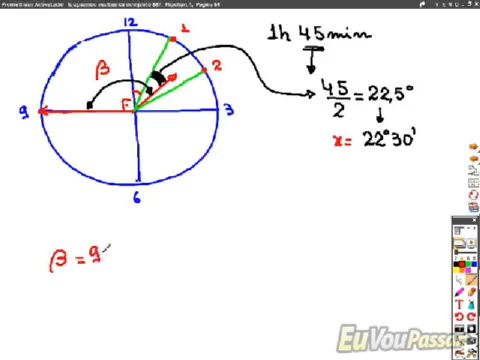 12
1
1h 45min
β
2
45/2 = 22,5°
9
F
3
x= 22°30'
6
β = 9
EuVouPassar